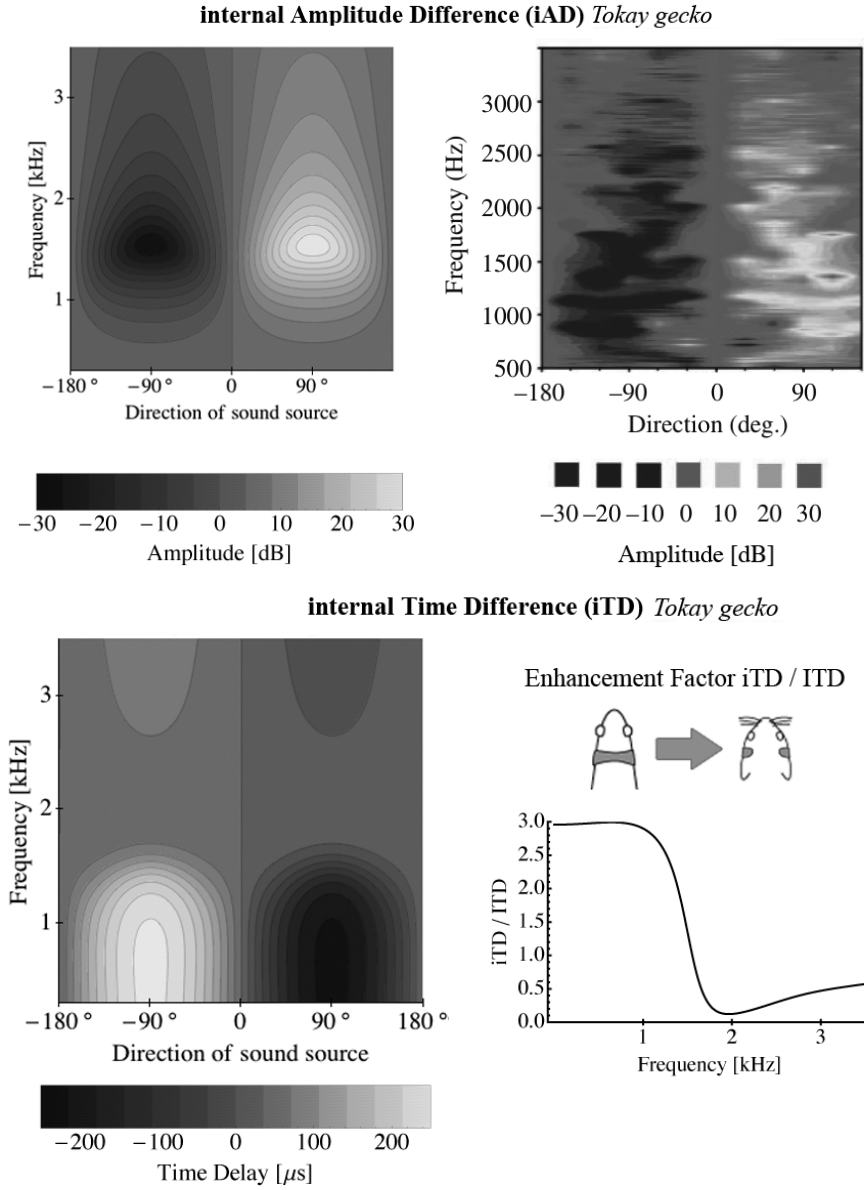 internal Amplitude Difference (iAD) Tokay gecko
Frequency [kHz]
3
2
1
−180 ° −90 ° 0 90 °
Direction of sound source
−30 −20 −10 0 10 20 30
Amplitude [dB]
Frequency (Hz)
3000
2500
2000
1500
1000
500
−180 −90 0 90
Direction (deg.)
−30 −20 −10 0 10 20 30
Amplitude [dB]
internal Time Difference (iTD) Tokay gecko
Frequency [kHz]
3
2
1
−180 ° −90 ° 0 90 ° 180 °
Direction of sound source
−200 −100 0 100 200
Time Delay [μs]
Enhancement Factor iTD / ITD
iTD / ITD
3.0
2.5
2.0
1.5
1.0
0.5
0.0
1 2 3
Frequency [kHz]